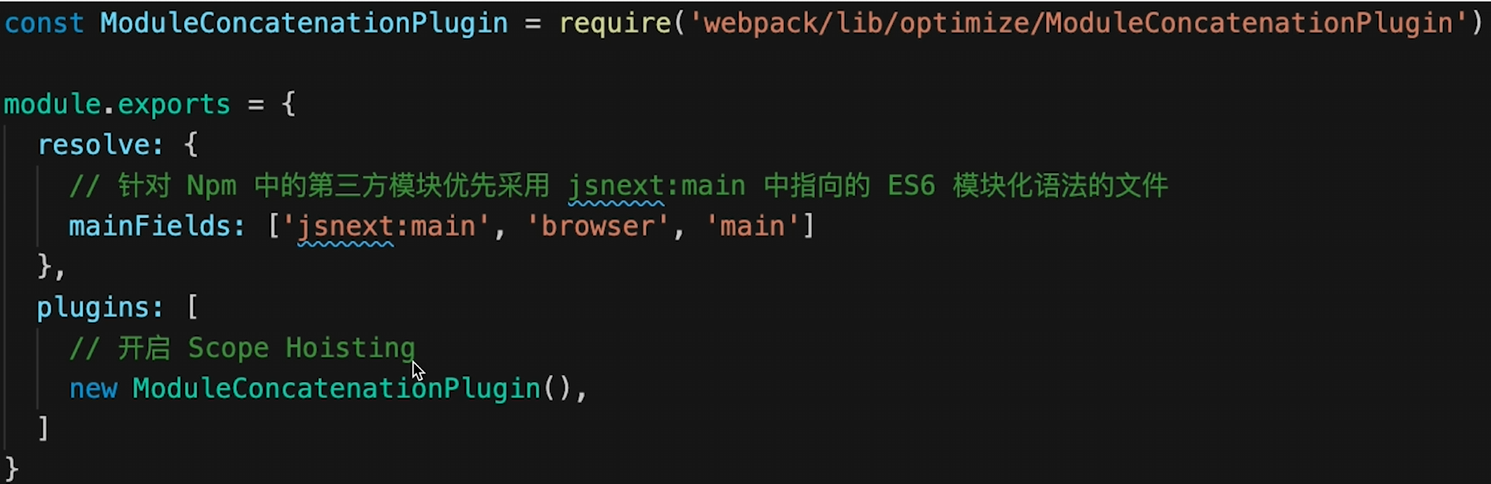 const ModuleConcatenationPlugin = require('webpack/lib/optimize/ModuleConcatenationPlugin')
module.exports = {
resolve: {
// 针对 Npm 中的第三方模块优先采用 jsnext:main 中指向的 ES6 模块化语法的文件
mainFields: ['jsnext:main', 'browser', 'main']
},
plugins: [
// 开启 Scope Hoisting
new ModuleConcatenationPlugin(),
]
}